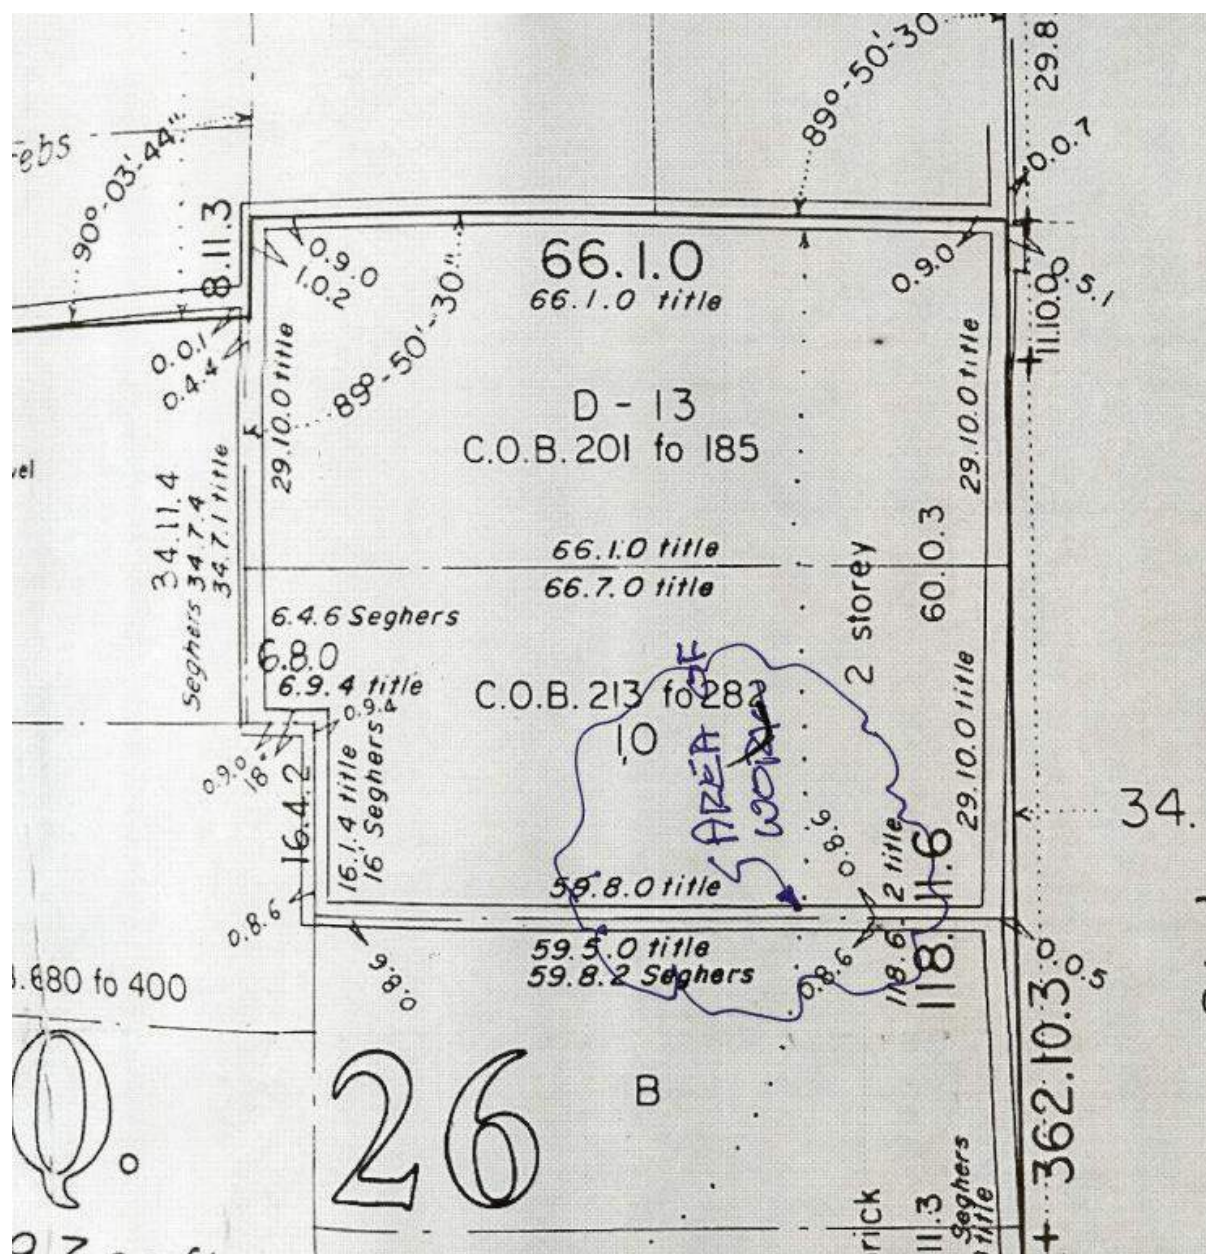 89°-50'-30
29.8
ebs
90°-03'-44"
0.0.7
8.11.3
0.9.0
1.0.2
66.1.0
66.1.0 title
0.9.0
0.5.1
11.10.0
0.0.1
0.4.4
29.10.0 title
89°-50'-30"
29.10.0 title
D - 13
C.O.B. 201 fo 185
vel
34.11.4
Seghers 34.7.4
34.7.1 title
66.1.0 title
66.7.0 title
2 storey
60.0.3
6.4.6 Seghers
6.8.0
6.9.4 title
0.9.4
C.O.B. 213 fo 282
10
AREA OF
WORK
29.10.0 title
0.9.0
18
16.4.2
16.1.4 title
16' Seghers
34.
0.8.6
2 title
118.11.6
59.8.0 title
0.8.6
0.8.6
59.5.0 title
59.8.2 Seghers
0.8.6
118.6
0.0.5
.680 fo 400
362.10.3
Q.
26
B
rick
11.3
Seghers
title